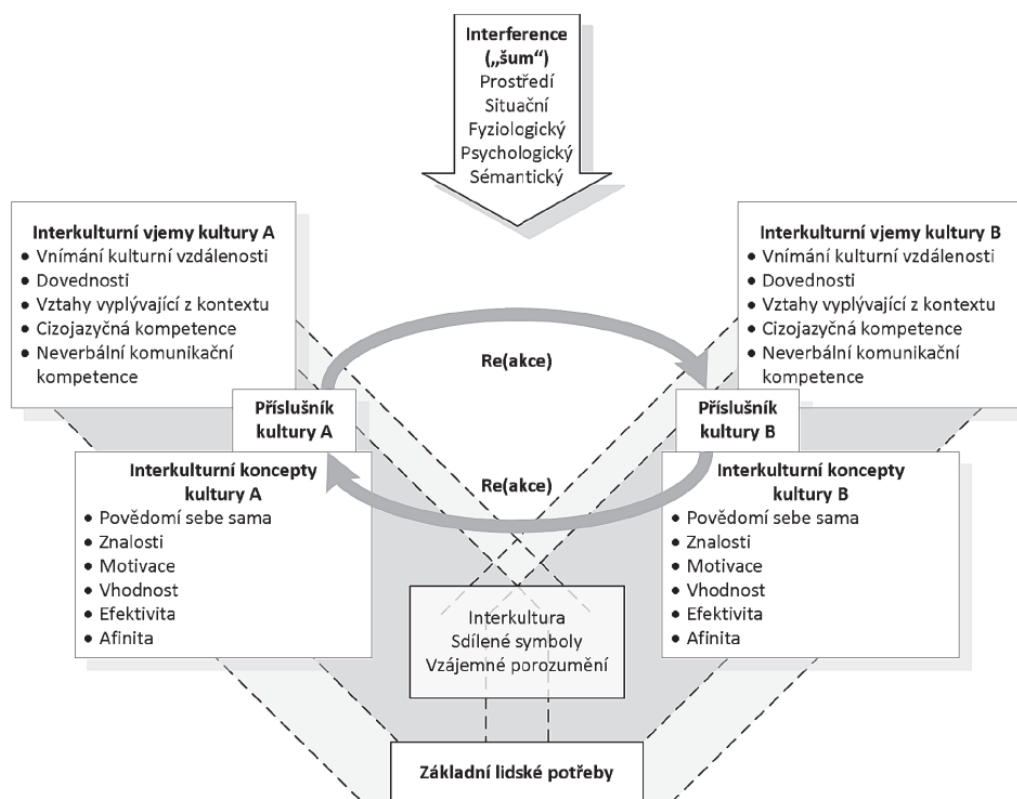 Interference
(„šum“)
Prostředí
Situační
Fyziologický
Psychologický
Sémantický
Interkulturní vjemy kultury A
● Vnímání kulturní vzdálenosti
● Dovednosti
● Vztahy vyplývající z kontextu
● Cizojazyčná kompetence
● Neverbální komunikační
kompetence
Interkulturní vjemy kultury B
● Vnímání kulturní vzdálenosti
● Dovednosti
● Vztahy vyplývající z kontextu
● Cizojazyčná kompetence
● Neverbální komunikační
kompetence
Re(akce)
Příslušník
kultury A
Příslušník
kultury B
Re(akce)
Interkulturní koncepty
kultury A
● Povědomí sebe sama
● Znalosti
● Motivace
● Vhodnost
● Efektivita
● Afinita
Interkulturní koncepty
kultury B
● Povědomí sebe sama
● Znalosti
● Motivace
● Vhodnost
● Efektivita
● Afinita
Interkultura
Sdílené symboly
Vzájemné porozumění
Základní lidské potřeby